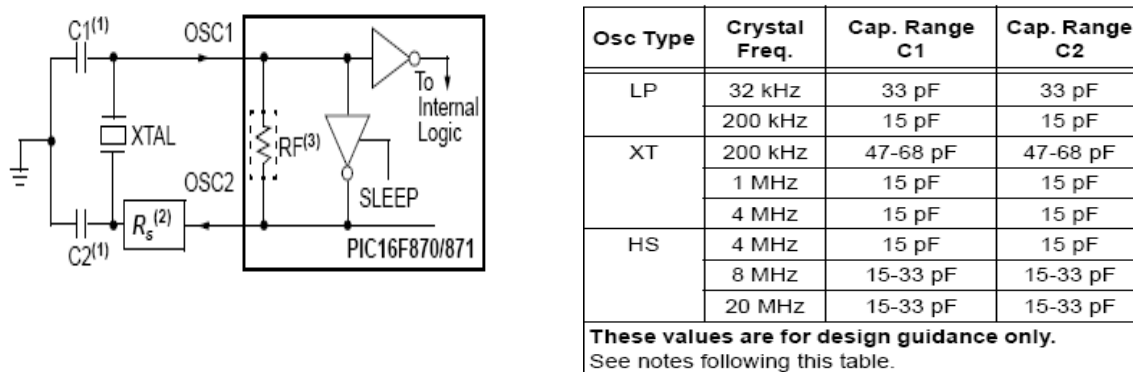 C1(1)
OSC1
To
Internal
Logic
XTAL
RF(3)
OSC2
SLEEP
Rs(2)
C2(1)
PIC16F870/871
Osc Type Crystal Freq. Cap. Range C1 Cap. Range C2
LP 32 kHz 33 pF 33 pF
200 kHz 15 pF 15 pF
XT 200 kHz 47-68 pF 47-68 pF
1 MHz 15 pF 15 pF
4 MHz 15 pF 15 pF
HS 4 MHz 15 pF 15 pF
8 MHz 15-33 pF 15-33 pF
20 MHz 15-33 pF 15-33 pF
These values are for design guidance only.
See notes following this table.